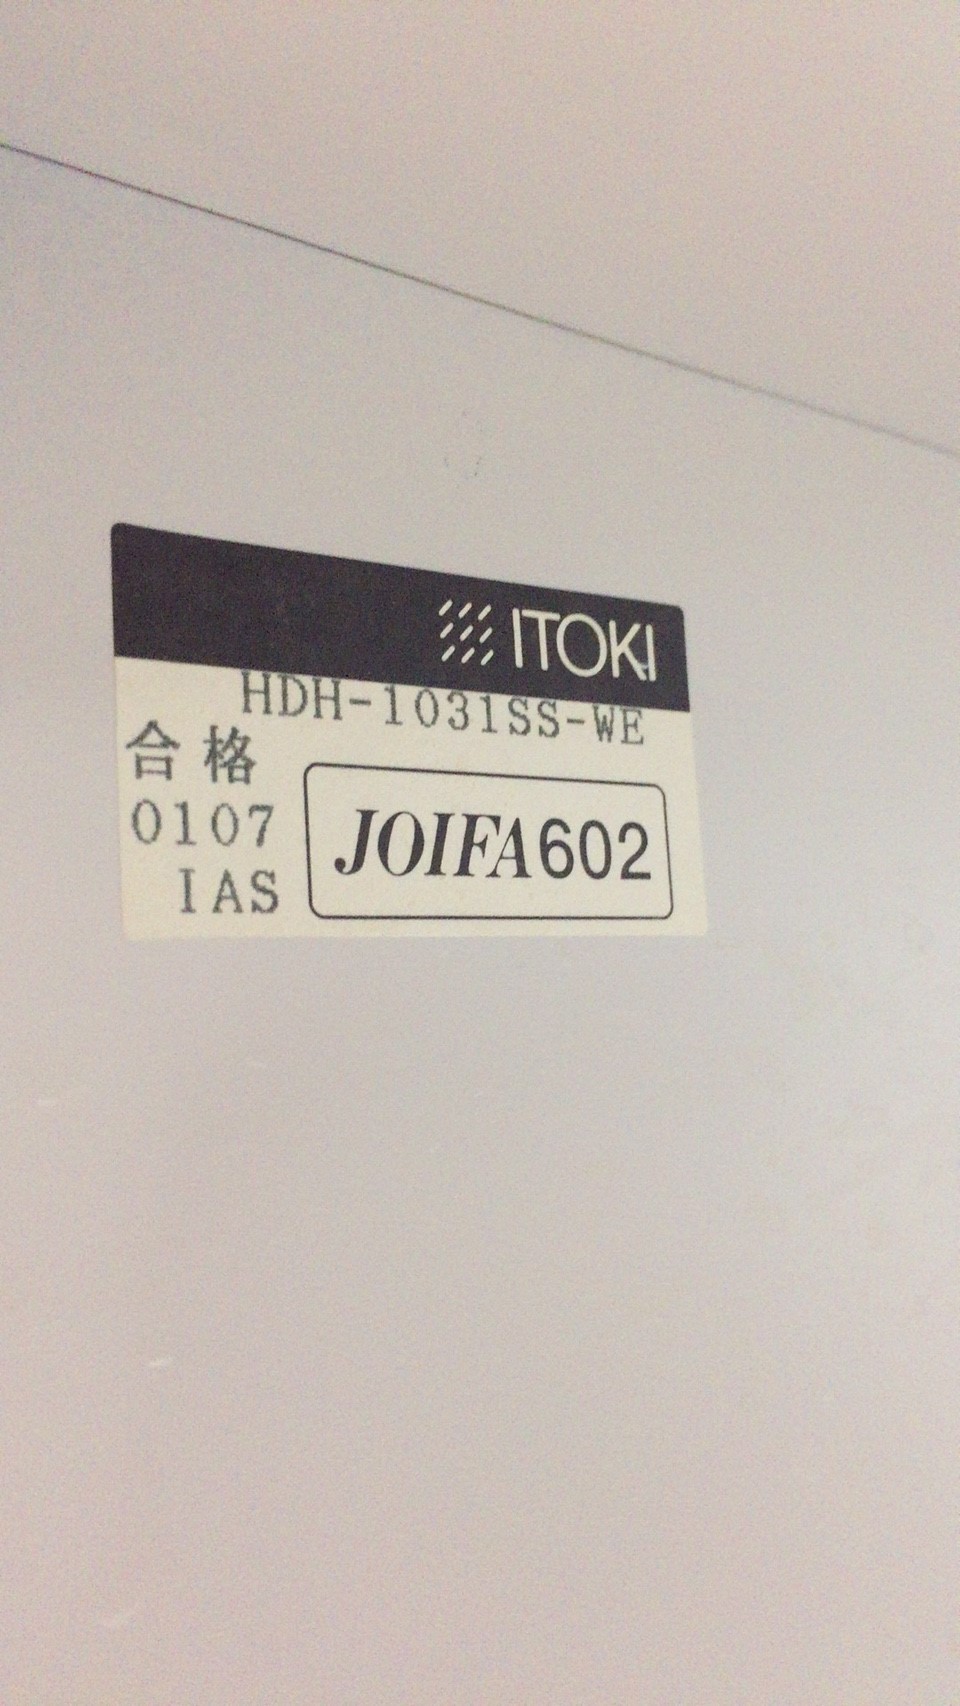 ITOKI
HDH-1031SS-WE
合格
0107
IAS
JOIFA602